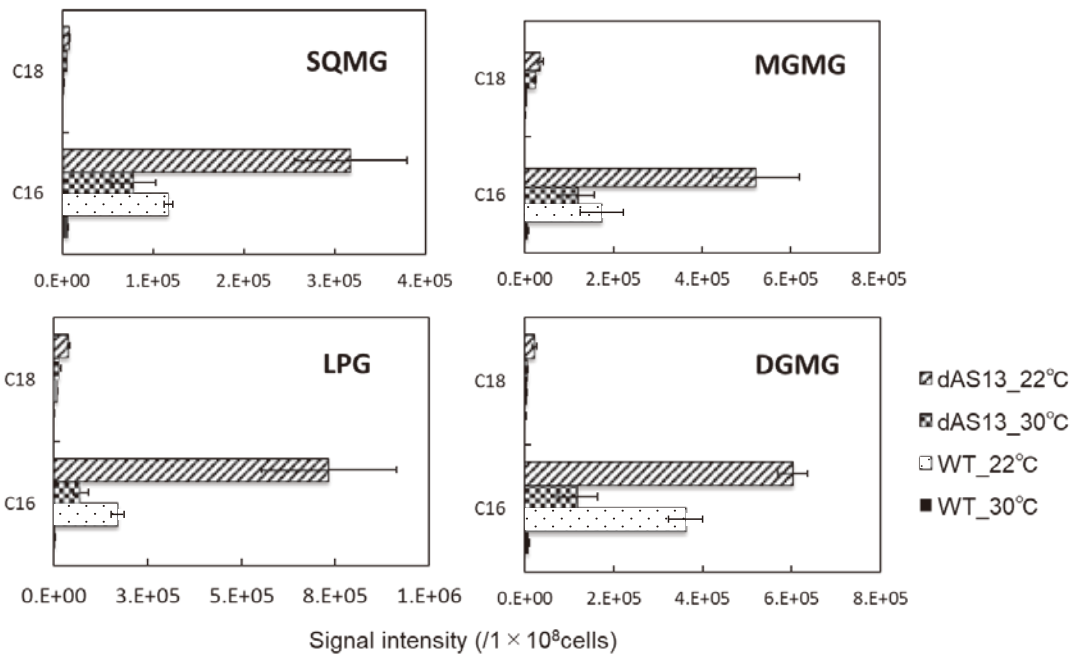 SQMG
C18
C16
0.E+00 1.E+05 2.E+05 3.E+05 4.E+05
MGMG
C18
C16
0.E+00 2.E+05 4.E+05 6.E+05 8.E+05
LPG
C18
C16
0.E+00 3.E+05 5.E+05 8.E+05 1.E+06
DGMG
C18
C16
0.E+00 2.E+05 4.E+05 6.E+05 8.E+05
dAS13_22℃
dAS13_30℃
WT_22℃
WT_30℃
Signal intensity (/1 × 10⁸cells)